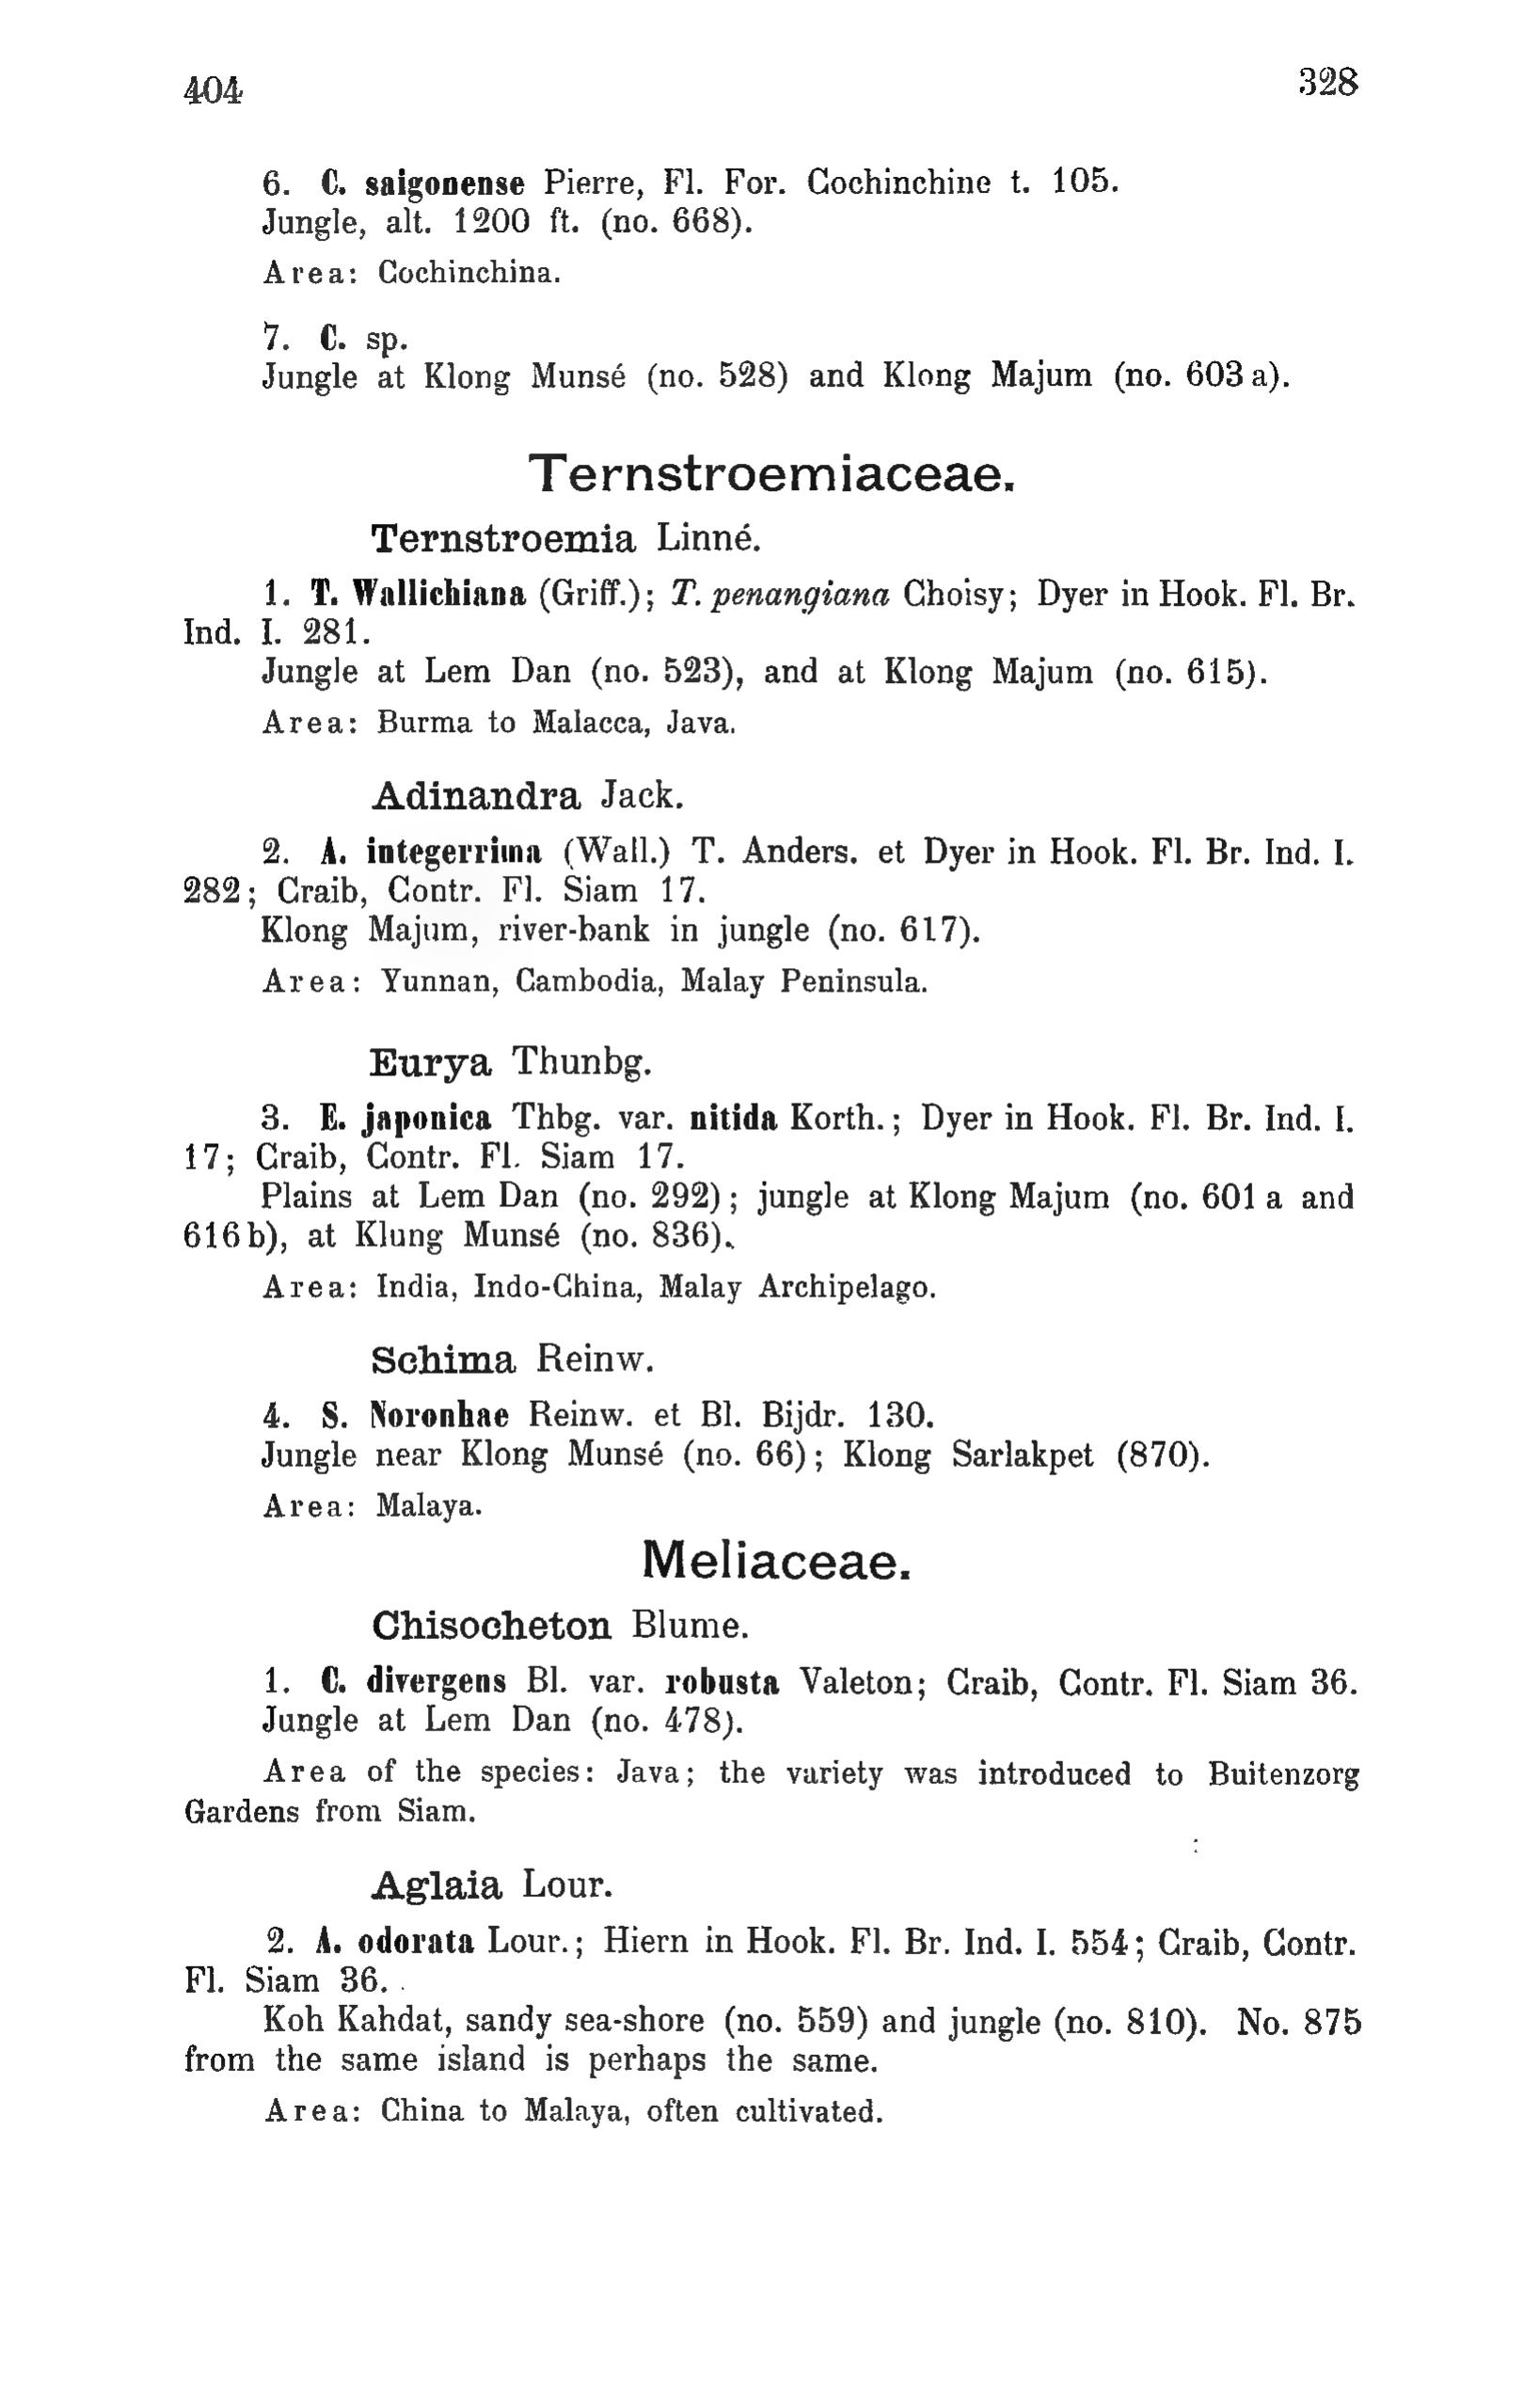 404 328
6. C. saigonense Pierre, Fl. For. Cochinchine t. 105.
Jungle, alt. 1200 ft. (no. 668).
Area: Cochinchina.
7. C. sp.
Jungle at Klong Munsé (no. 528) and Klong Majum (no. 603 a).
Ternstroemiaceae.
Ternstroemia Linné.
1. T. Wallichiana (Griff.); T. penangiana Choisy; Dyer in Hook. Fl. Br.
Ind. I. 281.
Jungle at Lem Dan (no. 523), and at Klong Majum (no. 615).
Area: Burma to Malacca, Java.
Adinandra Jack.
2. A. integerrima (Wall.) T. Anders. et Dyer in Hook. Fl. Br. Ind. I.
282; Craib, Contr. Fl. Siam 17.
Klong Majum, river-bank in jungle (no. 617).
Area: Yunnan, Cambodia, Malay Peninsula.
Eurya Thunbg.
3. E. japonica Thbg. var. nitida Korth.; Dyer in Hook. Fl. Br. Ind. I.
17; Craib, Contr. Fl. Siam 17.
Plains at Lem Dan (no. 292); jungle at Klong Majum (no. 601 a and
616 b), at Klung Munsé (no. 836).
Area: India, Indo-China, Malay Archipelago.
Schima Reinw.
4. S. Noronhae Reinw. et Bl. Bijdr. 130.
Jungle near Klong Munsé (no. 66); Klong Sarlakpet (870).
Area: Malaya.
Meliaceae.
Chisocheton Blume.
1. C. divergens Bl. var. robusta Valeton; Craib, Contr. Fl. Siam 36.
Jungle at Lem Dan (no. 478).
Area of the species: Java; the variety was introduced to Buitenzorg
Gardens from Siam.
Aglaia Lour.
2. A. odorata Lour.; Hiern in Hook. Fl. Br. Ind. I. 554; Craib, Contr.
Fl. Siam 36.
Koh Kahdat, sandy sea-shore (no. 559) and jungle (no. 810). No. 875
from the same island is perhaps the same.
Area: China to Malaya, often cultivated.